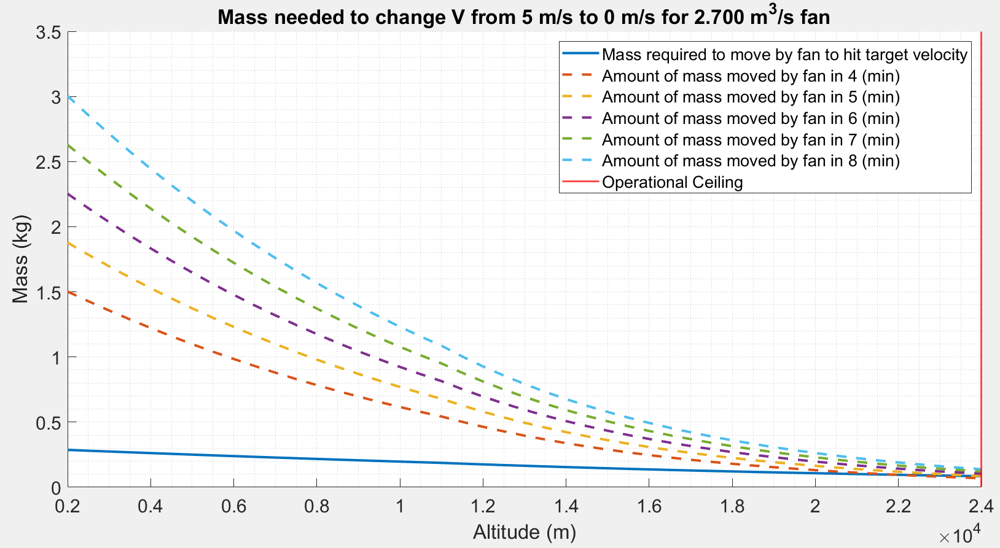 Mass needed to change V from 5 m/s to 0 m/s for 2.700 m³/s fan
3.5
3
2.5
2
1.5
1
0.5
0
Mass (kg)
Mass required to move by fan to hit target velocity
Amount of mass moved by fan in 4 (min)
Amount of mass moved by fan in 5 (min)
Amount of mass moved by fan in 6 (min)
Amount of mass moved by fan in 7 (min)
Amount of mass moved by fan in 8 (min)
Operational Ceiling
0.2 0.4 0.6 0.8 1 1.2 1.4 1.6 1.8 2 2.2 2.4
Altitude (m)
×10⁴